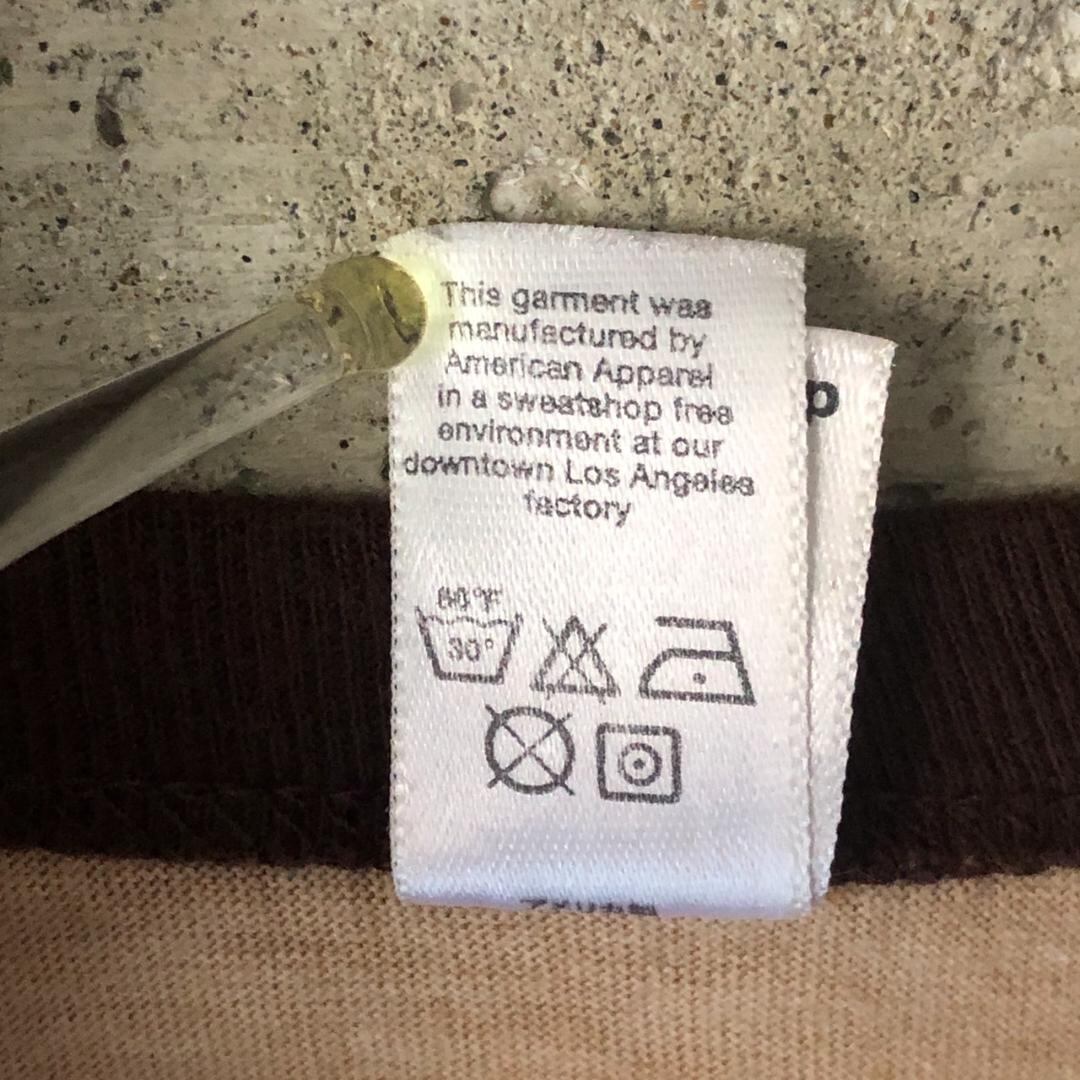 This garment was
manufactured by
American Apparel
in a sweatshop free
environment at our
downtown Los Angeles
factory
p
30°